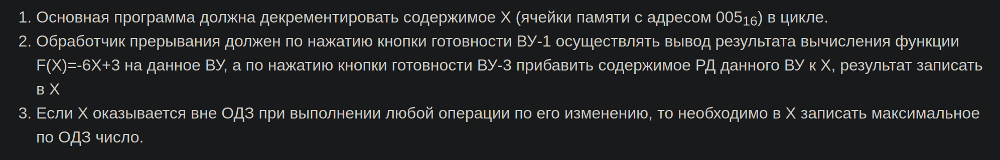 1. Основная программа должна декрементировать содержимое X (ячейки памяти с адресом 005₁₆) в цикле.
2. Обработчик прерывания должен по нажатию кнопки готовности ВУ-1 осуществлять вывод результата вычисления функции
F(X)=-6X+3 на данное ВУ, а по нажатию кнопки готовности ВУ-3 прибавить содержимое РД данного ВУ к X, результат записать
в X
3. Если X оказывается вне ОДЗ при выполнении любой операции по его изменению, то необходимо в X записать максимальное
по ОДЗ число.